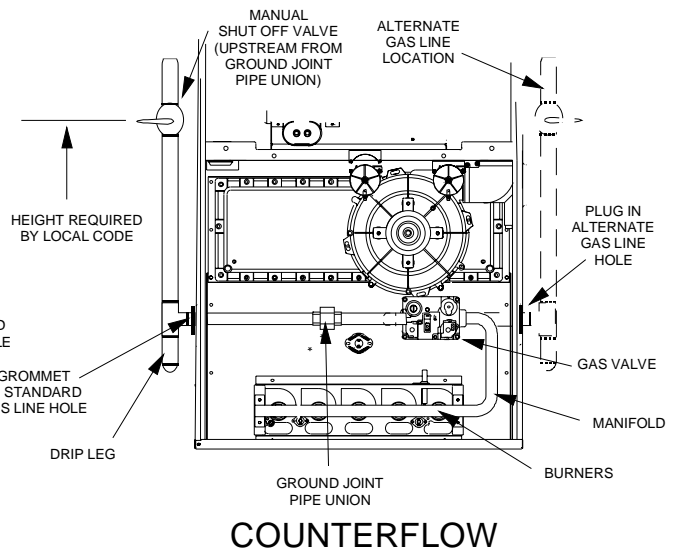 MANUAL
SHUT OFF VALVE
(UPSTREAM FROM
GROUND JOINT
PIPE UNION)
ALTERNATE
GAS LINE
LOCATION
HEIGHT REQUIRED
BY LOCAL CODE
PLUG IN
ALTERNATE
GAS LINE
HOLE
GROMMET
STANDARD
S LINE HOLE
GAS VALVE
MANIFOLD
DRIP LEG
BURNERS
GROUND JOINT
PIPE UNION
COUNTERFLOW